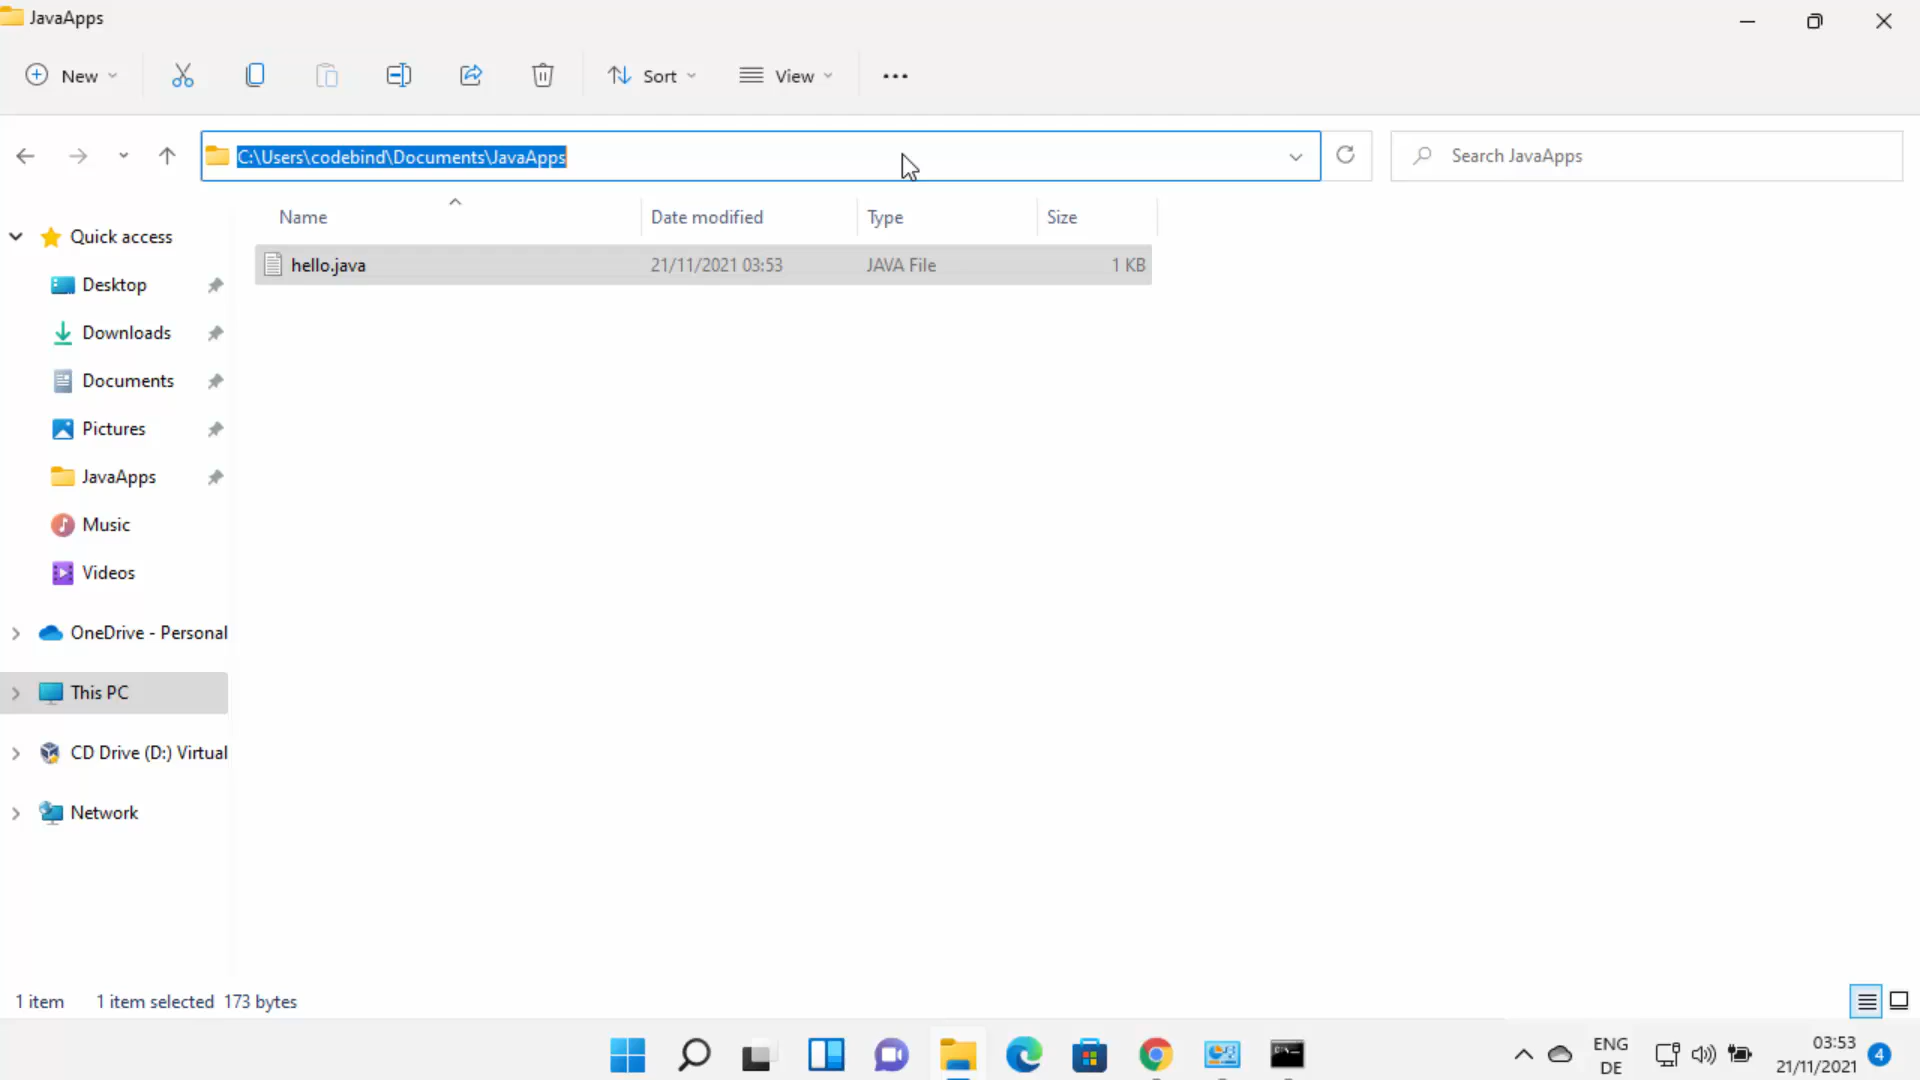 JavaApps
New
Sort
View
C:\Users\codebind\Documents\JavaApps
Search JavaApps
Name
Date modified
Type
Size
hello.java
21/11/2021 03:53
JAVA File
1 KB
Quick access
Desktop
Downloads
Documents
Pictures
JavaApps
Music
Videos
OneDrive - Personal
This PC
CD Drive (D:) Virtual
Network
1 item
1 item selected 173 bytes
ENG
DE
03:53
21/11/2021
4